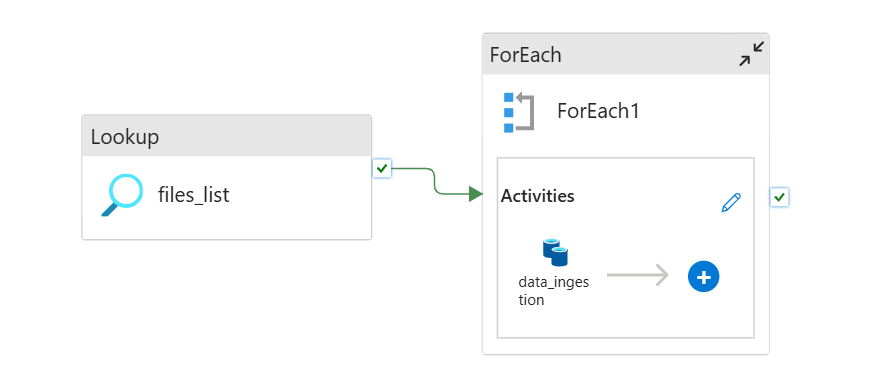 Lookup
files_list
ForEach
ForEach1
Activities
data_inges
tion